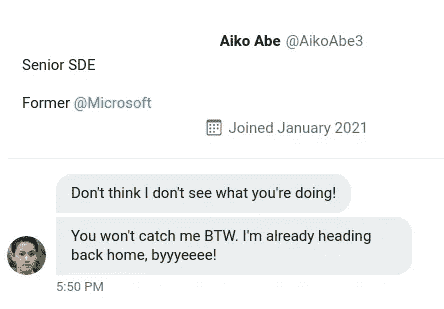 Aiko Abe @AikoAbe3
Senior SDE
Former @Microsoft
Joined January 2021
Don't think I don't see what you're doing!
You won't catch me BTW. I'm already heading
back home, byyyeeee!
5:50 PM